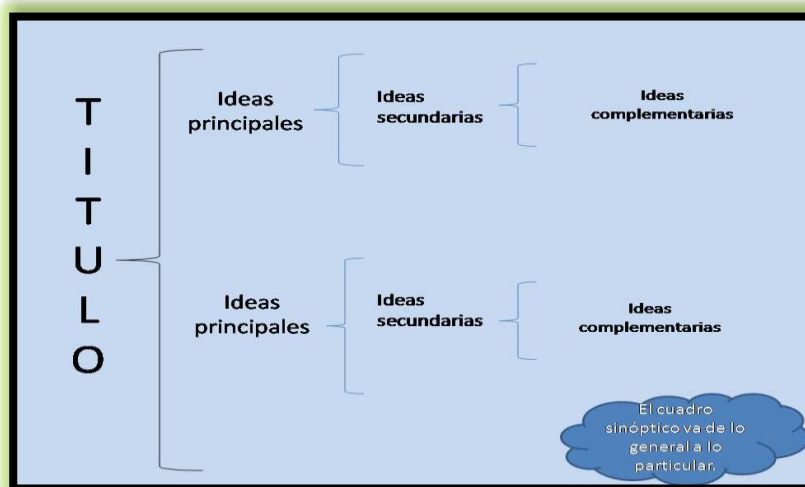 TITULO
Ideas
principales
Ideas
secundarias
Ideas
complementarias
Ideas
principales
Ideas
secundarias
Ideas
complementarias
El cuadro
sinóptico va de lo
general a lo
particular.